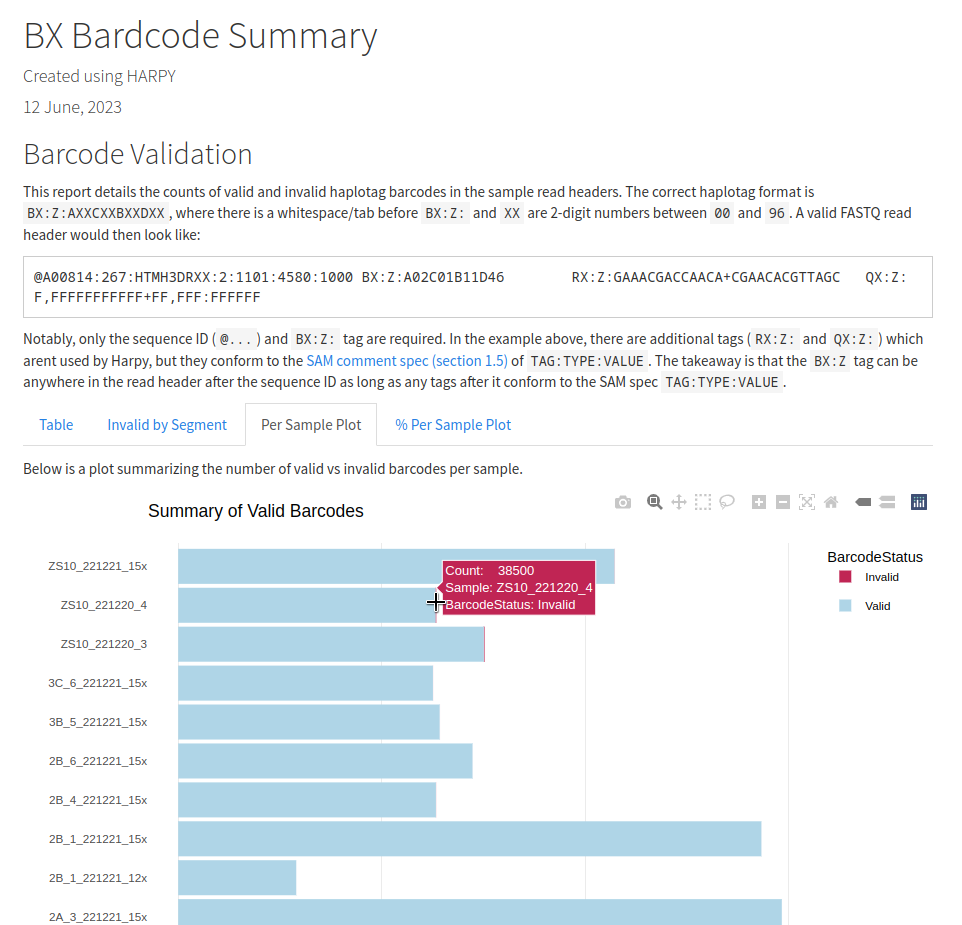 BX Bardcode Summary
Created using HARPY
12 June, 2023
Barcode Validation
This report details the counts of valid and invalid haplotag barcodes in the sample read headers. The correct haplotag format is
BX:Z:AXXCXXBXXDXX , where there is a whitespace/tab before BX:Z: and XX are 2-digit numbers between 00 and 96 . A valid FASTQ read
header would then look like:
@A00814:267:HTMH3DRXX:2:1101:4580:1000 BX:Z:A02C01B11D46 RX:Z:GAAACGACCAACA+CGAACACGTTAGC QX:Z:
F,FFFFFFFFFFF+FF,FFF:FFFFFF
Notably, only the sequence ID ( @... ) and BX:Z: tag are required. In the example above, there are additional tags ( RX:Z: and QX:Z: ) which
arent used by Harpy, but they conform to the SAM comment spec (section 1.5) of TAG:TYPE:VALUE . The takeaway is that the BX:Z tag can be
anywhere in the read header after the sequence ID as long as any tags after it conform to the SAM spec TAG:TYPE:VALUE .
Table Invalid by Segment Per Sample Plot % Per Sample Plot
Below is a plot summarizing the number of valid vs invalid barcodes per sample.
Summary of Valid Barcodes
BarcodeStatus
Invalid
Valid
ZS10_221221_15x
Count: 38500
Sample: ZS10_221220_4
BarcodeStatus: Invalid
ZS10_221220_4
ZS10_221220_3
3C_6_221221_15x
3B_5_221221_15x
2B_6_221221_15x
2B_4_221221_15x
2B_1_221221_15x
2B_1_221221_12x
2A_3_221221_15x